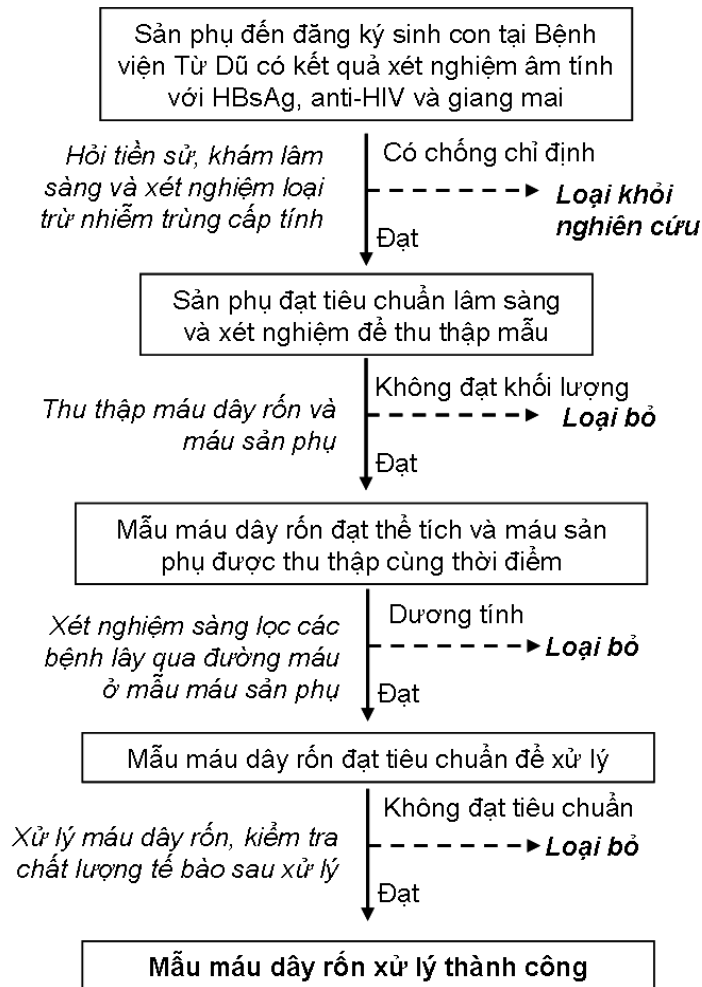 Sản phụ đến đăng ký sinh con tại Bệnh
viện Từ Dũ có kết quả xét nghiệm âm tính
với HBsAg, anti-HIV và giang mai
Hỏi tiền sử, khám lâm
sàng và xét nghiệm loại
trừ nhiễm trùng cấp tính
Có chống chỉ định
Loại khỏi
nghiên cứu
Đạt
Sản phụ đạt tiêu chuẩn lâm sàng
và xét nghiệm để thu thập mẫu
Thu thập máu dây rốn và
máu sản phụ
Không đạt khối lượng
Loại bỏ
Đạt
Mẫu máu dây rốn đạt thể tích và máu sản
phụ được thu thập cùng thời điểm
Xét nghiệm sàng lọc các
bệnh lây qua đường máu
ở mẫu máu sản phụ
Dương tính
Loại bỏ
Đạt
Mẫu máu dây rốn đạt tiêu chuẩn để xử lý
Xử lý máu dây rốn, kiểm tra
chất lượng tế bào sau xử lý
Không đạt tiêu chuẩn
Loại bỏ
Đạt
Mẫu máu dây rốn xử lý thành công